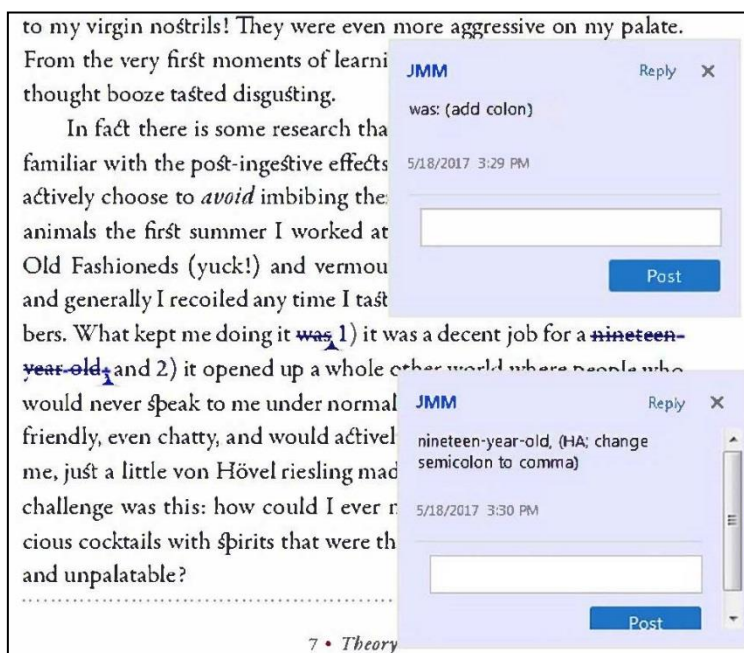 to my virgin nostrils! They were even more aggressive on my palate.
From the very first moments of learni
thought booze tasted disgusting.
In fact there is some research tha
familiar with the post-ingestive effects
actively choose to avoid imbibing the
animals the first summer I worked at
Old Fashioneds (yuck!) and vermou
and generally I recoiled any time I tast
bers. What kept me doing it was 1) it was a decent job for a nineteen-
year-old; and 2) it opened up a whole other world where people who
would never speak to me under normal
friendly, even chatty, and would activel
me, just a little von Hövel riesling mad
challenge was this: how could I ever
cious cocktails with spirits that were th
and unpalatable?
7 • Theory
JMM Reply ×
was: (add colon)
5/18/2017 3:29 PM
Post
JMM Reply ×
nineteen-year-old, (HA; change
semicolon to comma)
5/18/2017 3:30 PM
Post